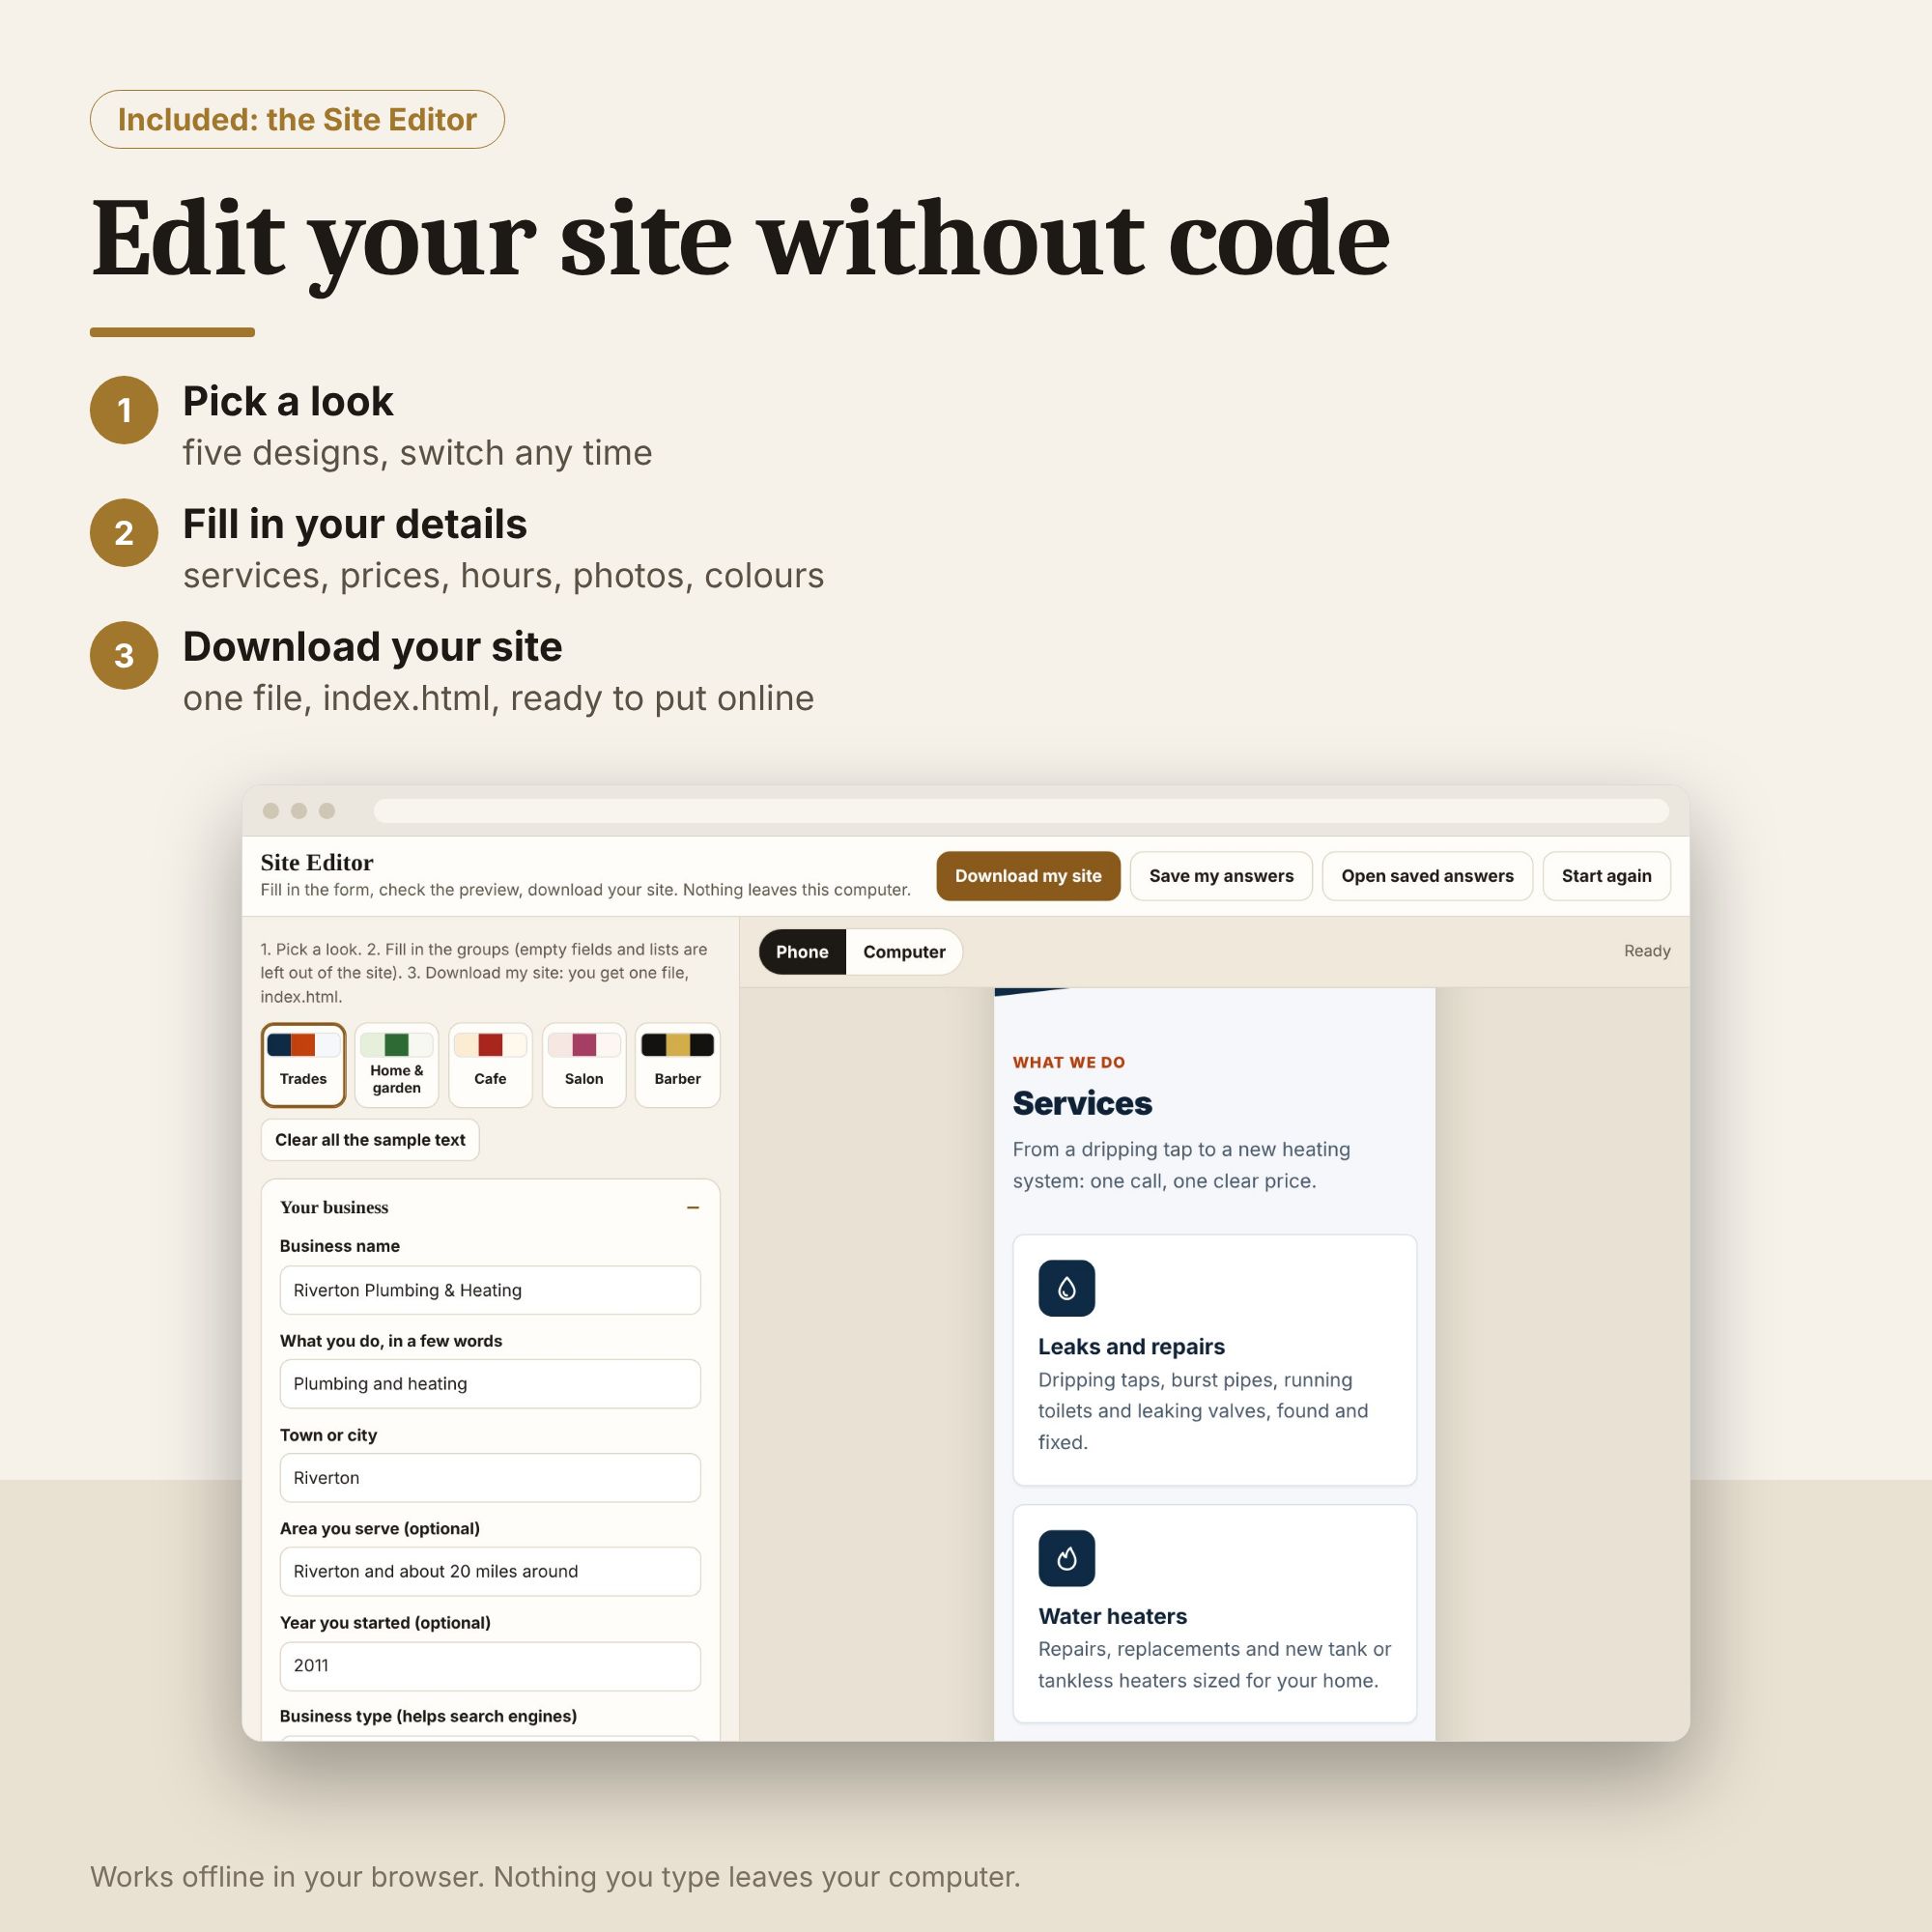 Included: the Site Editor
Edit your site without code
1
Pick a look
five designs, switch any time
2
Fill in your details
services, prices, hours, photos, colours
3
Download your site
one file, index.html, ready to put online
Site Editor
Fill in the form, check the preview, download your site. Nothing leaves this computer.
Download my site
Save my answers
Open saved answers
Start again
1. Pick a look. 2. Fill in the groups (empty fields and lists are
left out of the site). 3. Download my site: you get one file,
index.html.
Trades
Home &
garden
Cafe
Salon
Barber
Clear all the sample text
Your business
Business name
Riverton Plumbing & Heating
What you do, in a few words
Plumbing and heating
Town or city
Riverton
Area you serve (optional)
Riverton and about 20 miles around
Year you started (optional)
2011
Business type (helps search engines)
Phone
Computer
Ready
WHAT WE DO
Services
From a dripping tap to a new heating
system: one call, one clear price.
Leaks and repairs
Dripping taps, burst pipes, running
toilets and leaking valves, found and
fixed.
Water heaters
Repairs, replacements and new tank or
tankless heaters sized for your home.
Works offline in your browser. Nothing you type leaves your computer.